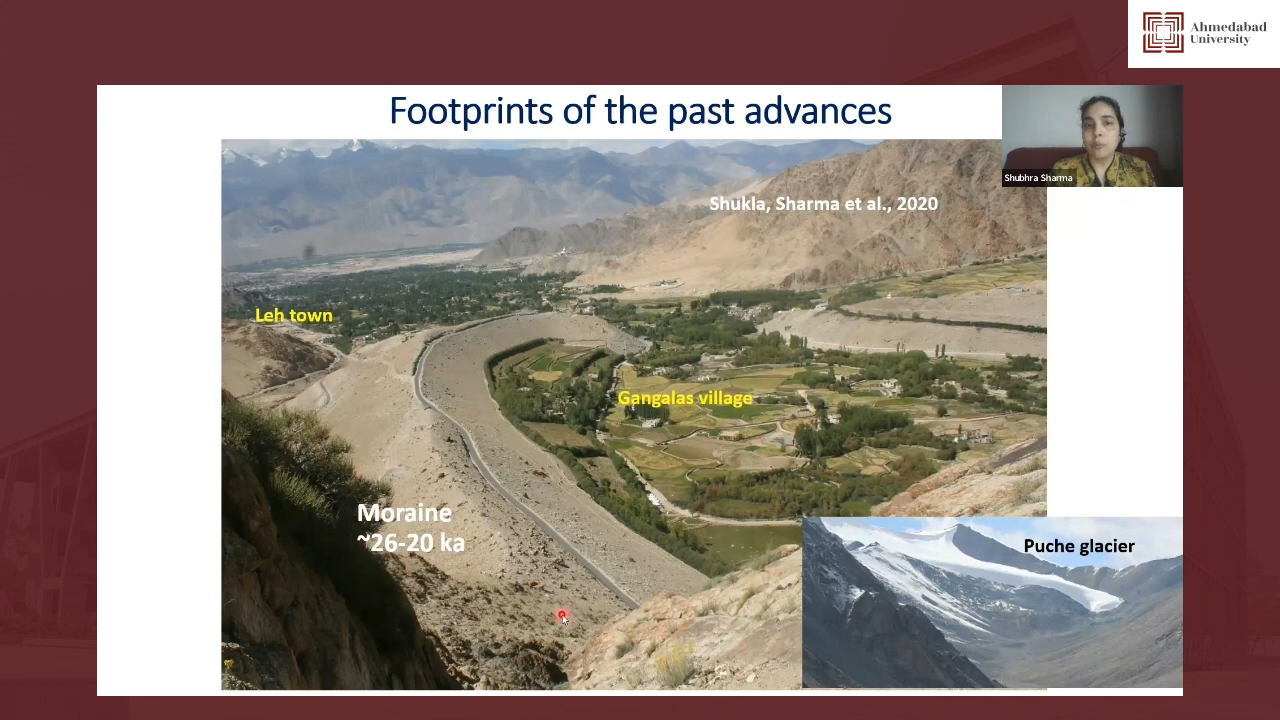 Ahmedabad
University
Footprints of the past advances
Shubhra Sharma
Shukla, Sharma et al., 2020
Leh town
Gangalas village
Moraine
~26-20 ka
Puche glacier